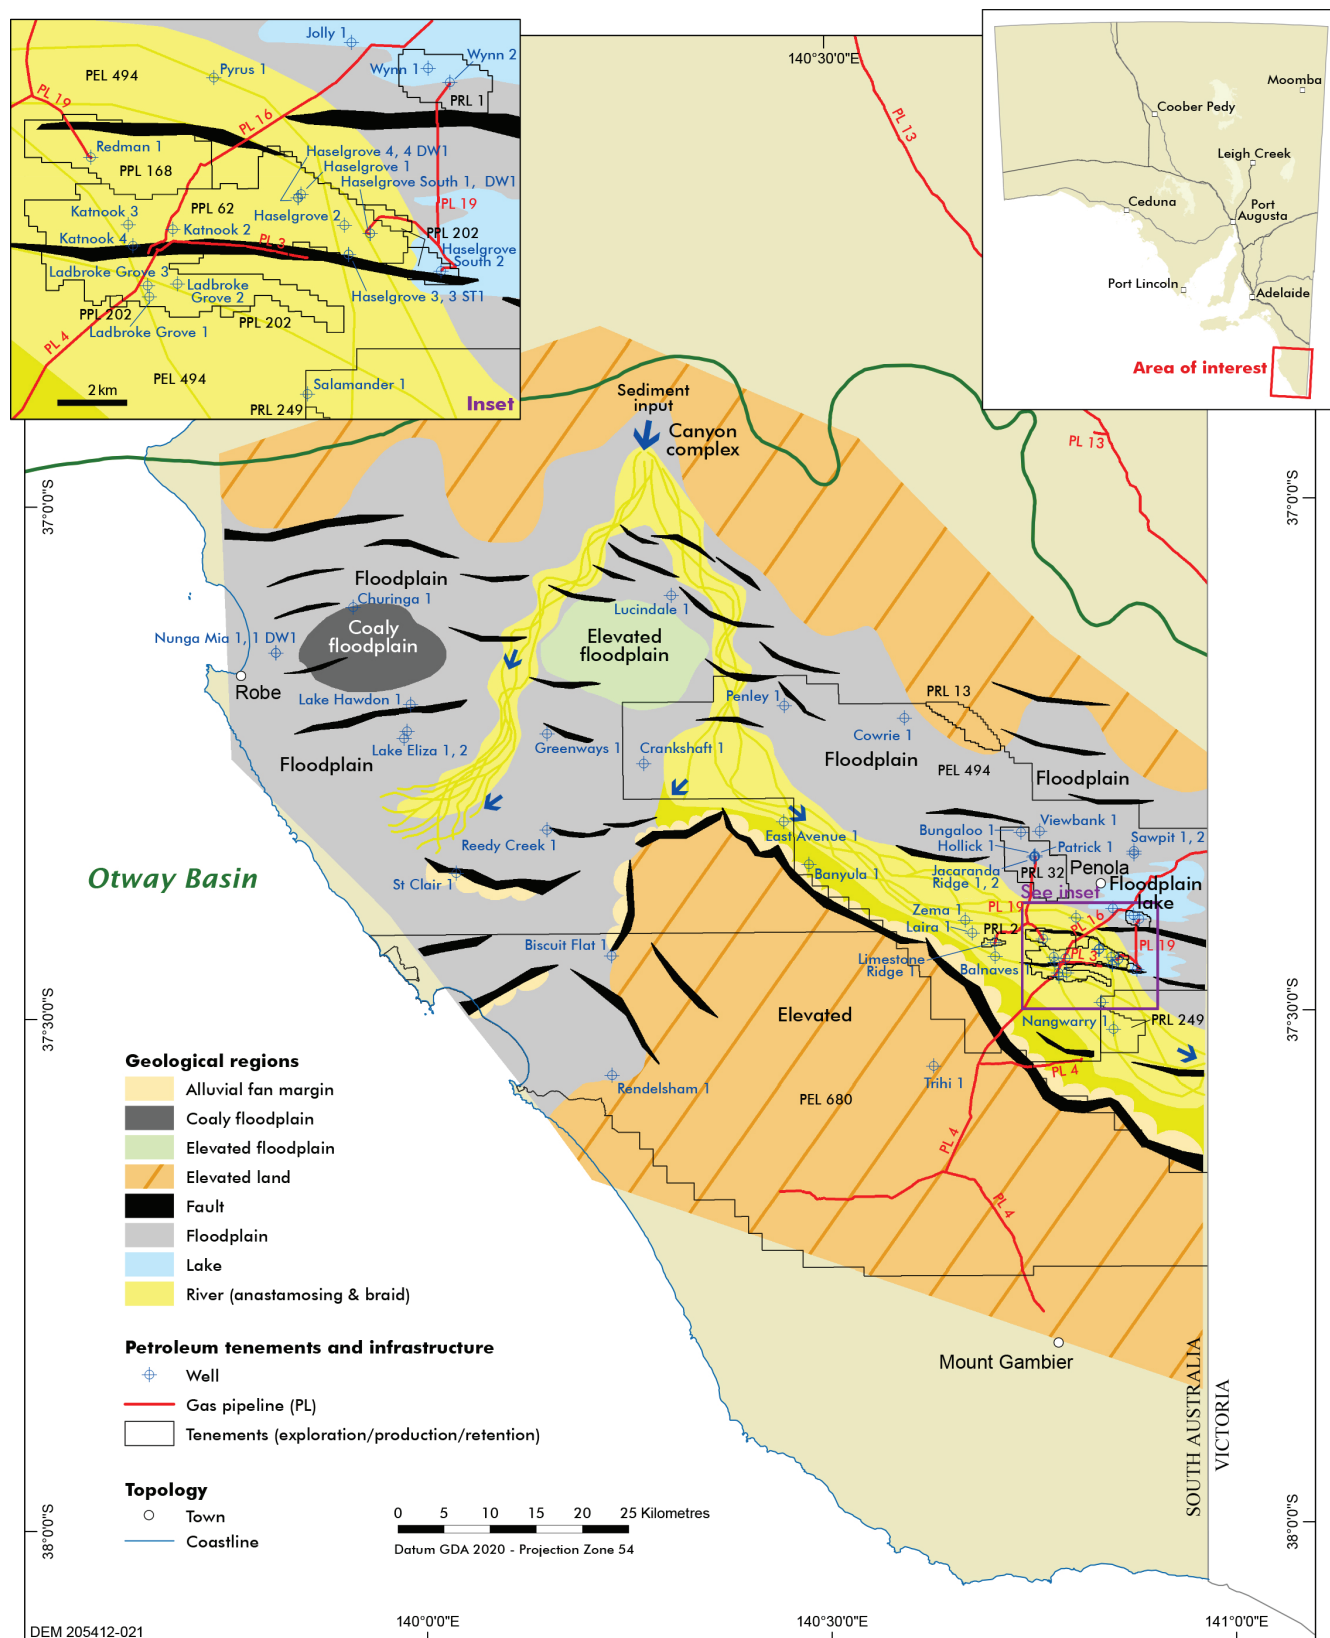 Jolly 1
Wynn 1
Wynn 2
Pyrus 1
PEL 494
PL 19
PRL 1
PL 16
Redman 1
PPL 168
Haselgrove 4, 4 DW1
Haselgrove 1
Haselgrove South 1, DW1
Katnook 3
PPL 62
Haselgrove 2
PL 19
Katnook 4
Katnook 2
PL 3
PPL 202
Haselgrove
South 2
Ladbroke Grove 3
Ladbroke
Grove 2
Haselgrove 3, 3 ST1
PPL 202
Ladbroke Grove 1
PPL 202
PL 4
PEL 494
Salamander 1
2 km
PRL 249
Inset
140°30'0"E
PL 13
Moomba
Coober Pedy
Leigh Creek
Ceduna
Port
Augusta
Port Lincoln
Adelaide
Area of interest
Sediment
input
Canyon
complex
PL 13
37°0'0"S
37°0'0"S
Floodplain
Churinga 1
Lucindale 1
Nunga Mia 1, 1 DW1
Coaly
floodplain
Elevated
floodplain
Robe
Lake Hawdon 1
Penley 1
PRL 13
Lake Eliza 1, 2
Greenways 1
Crankshaft 1
Cowrie 1
Floodplain
Floodplain
PEL 494
Floodplain
Reedy Creek 1
East Avenue 1
Bungaloo 1
Viewbank 1
Hollick 1
Patrick 1
Sawpit 1, 2
Otway Basin
St Clair 1
Banyula 1
Jacaranda
Ridge 1, 2
PRL 32
Penola
Floodplain
lake
See inset
Zema 1
PL 19
Laira 1
PRL 2
PL 16
Biscuit Flat 1
Limestone
Ridge 1
Balnaves
PL 3
PL 19
Elevated
Nangwarry 1
PRL 249
37°30'0"S
37°30'0"S
Rendelsham 1
Trihi 1
PL 4
PEL 680
PL 4
PL 4
Geological regions
Alluvial fan margin
Coaly floodplain
Elevated floodplain
Elevated land
Fault
Floodplain
Lake
River (anastamosing & braid)
Petroleum tenements and infrastructure
Well
Gas pipeline (PL)
Tenements (exploration/production/retention)
Mount Gambier
SOUTH AUSTRALIA
VICTORIA
Topology
Town
Coastline
0 5 10 15 20 25 Kilometres
Datum GDA 2020 - Projection Zone 54
38°0'0"S
38°0'0"S
140°0'0"E
140°30'0"E
141°0'0"E
DEM 205412-021